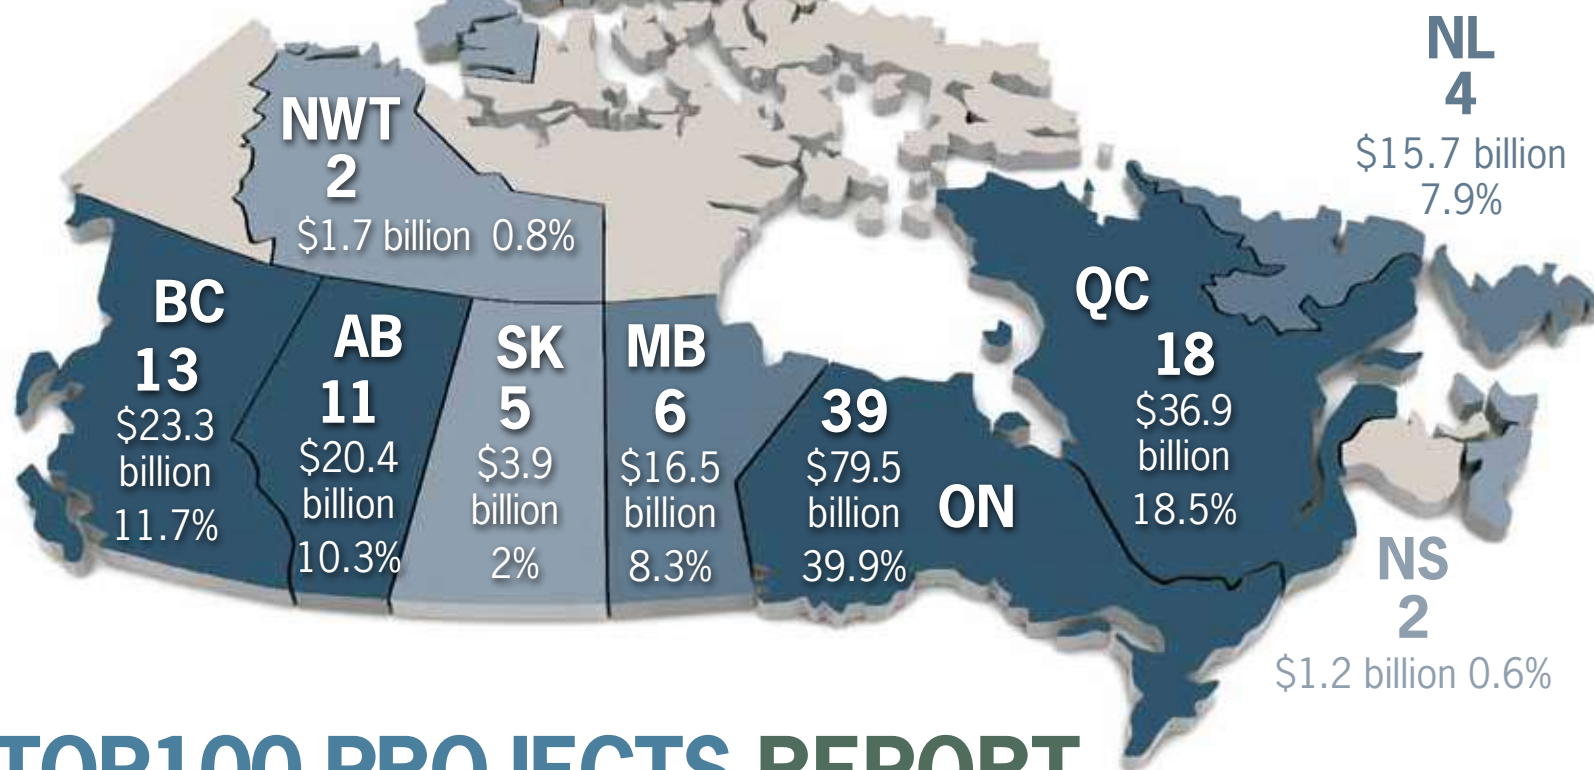 NL
4
$15.7 billion
7.9%
NWT
2
$1.7 billion 0.8%
BC
13
$23.3
billion
11.7%
AB
11
$20.4
billion
10.3%
SK
5
$3.9
billion
2%
MB
6
$16.5
billion
8.3%
39
$79.5
billion
39.9%
ON
QC
18
$36.9
billion
18.5%
NS
2
$1.2 billion 0.6%
TOP100 PROJECTS REPORT